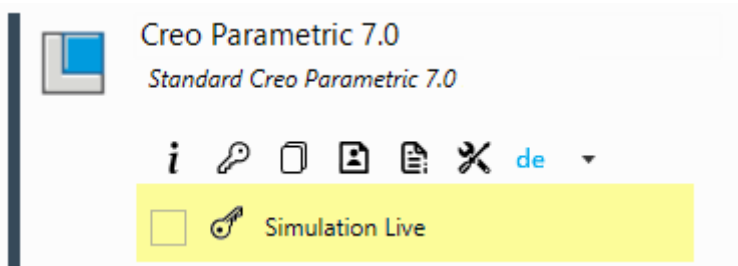 Creo Parametric 7.0
Standard Creo Parametric 7.0
de
Simulation Live